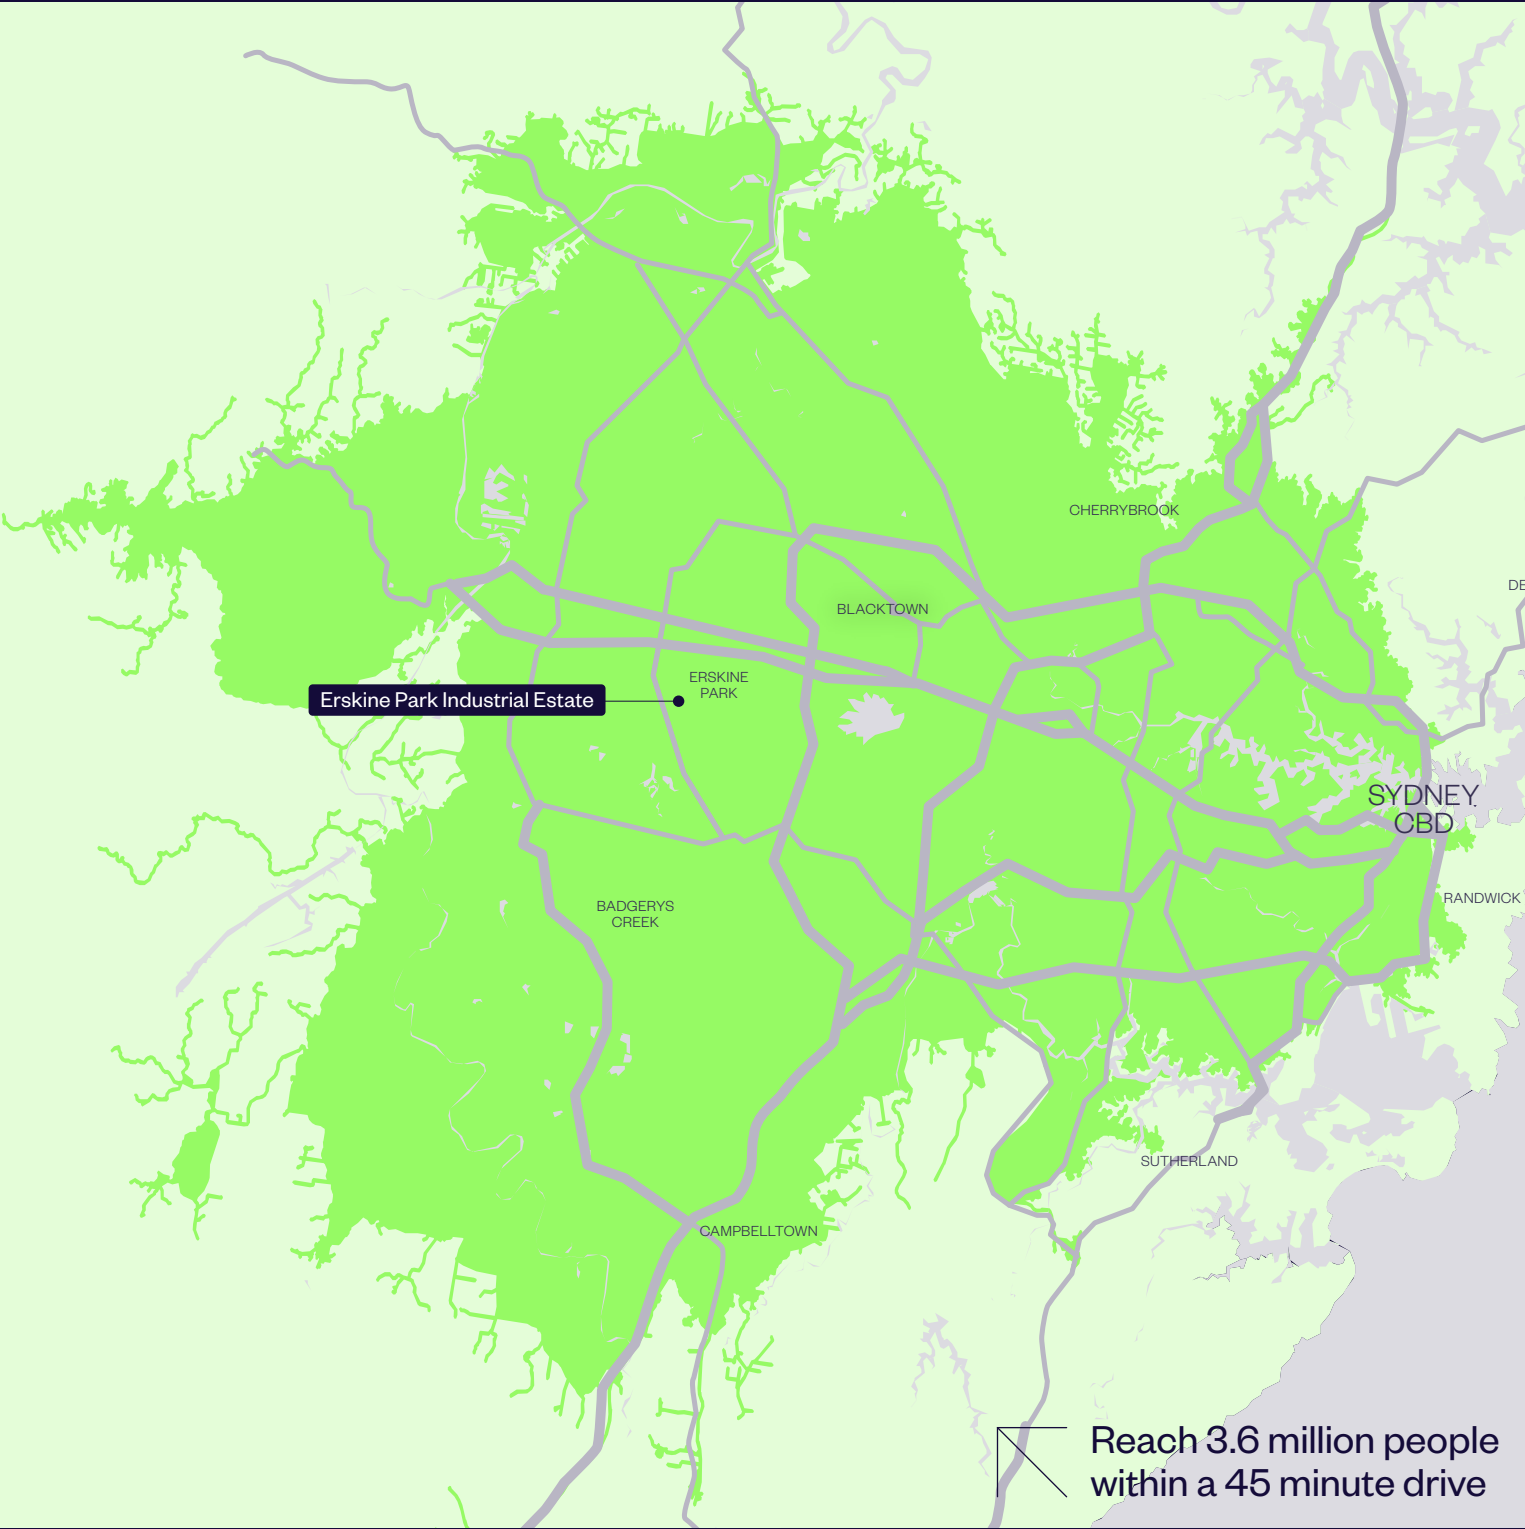 CHERRYBROOK
DE
BLACKTOWN
ERSKINE
PARK
Erskine Park Industrial Estate
SYDNEY
CBD
RANDWICK
BADGERYS
CREEK
SUTHERLAND
CAMPBELLTOWN
Reach 3.6 million people
within a 45 minute drive